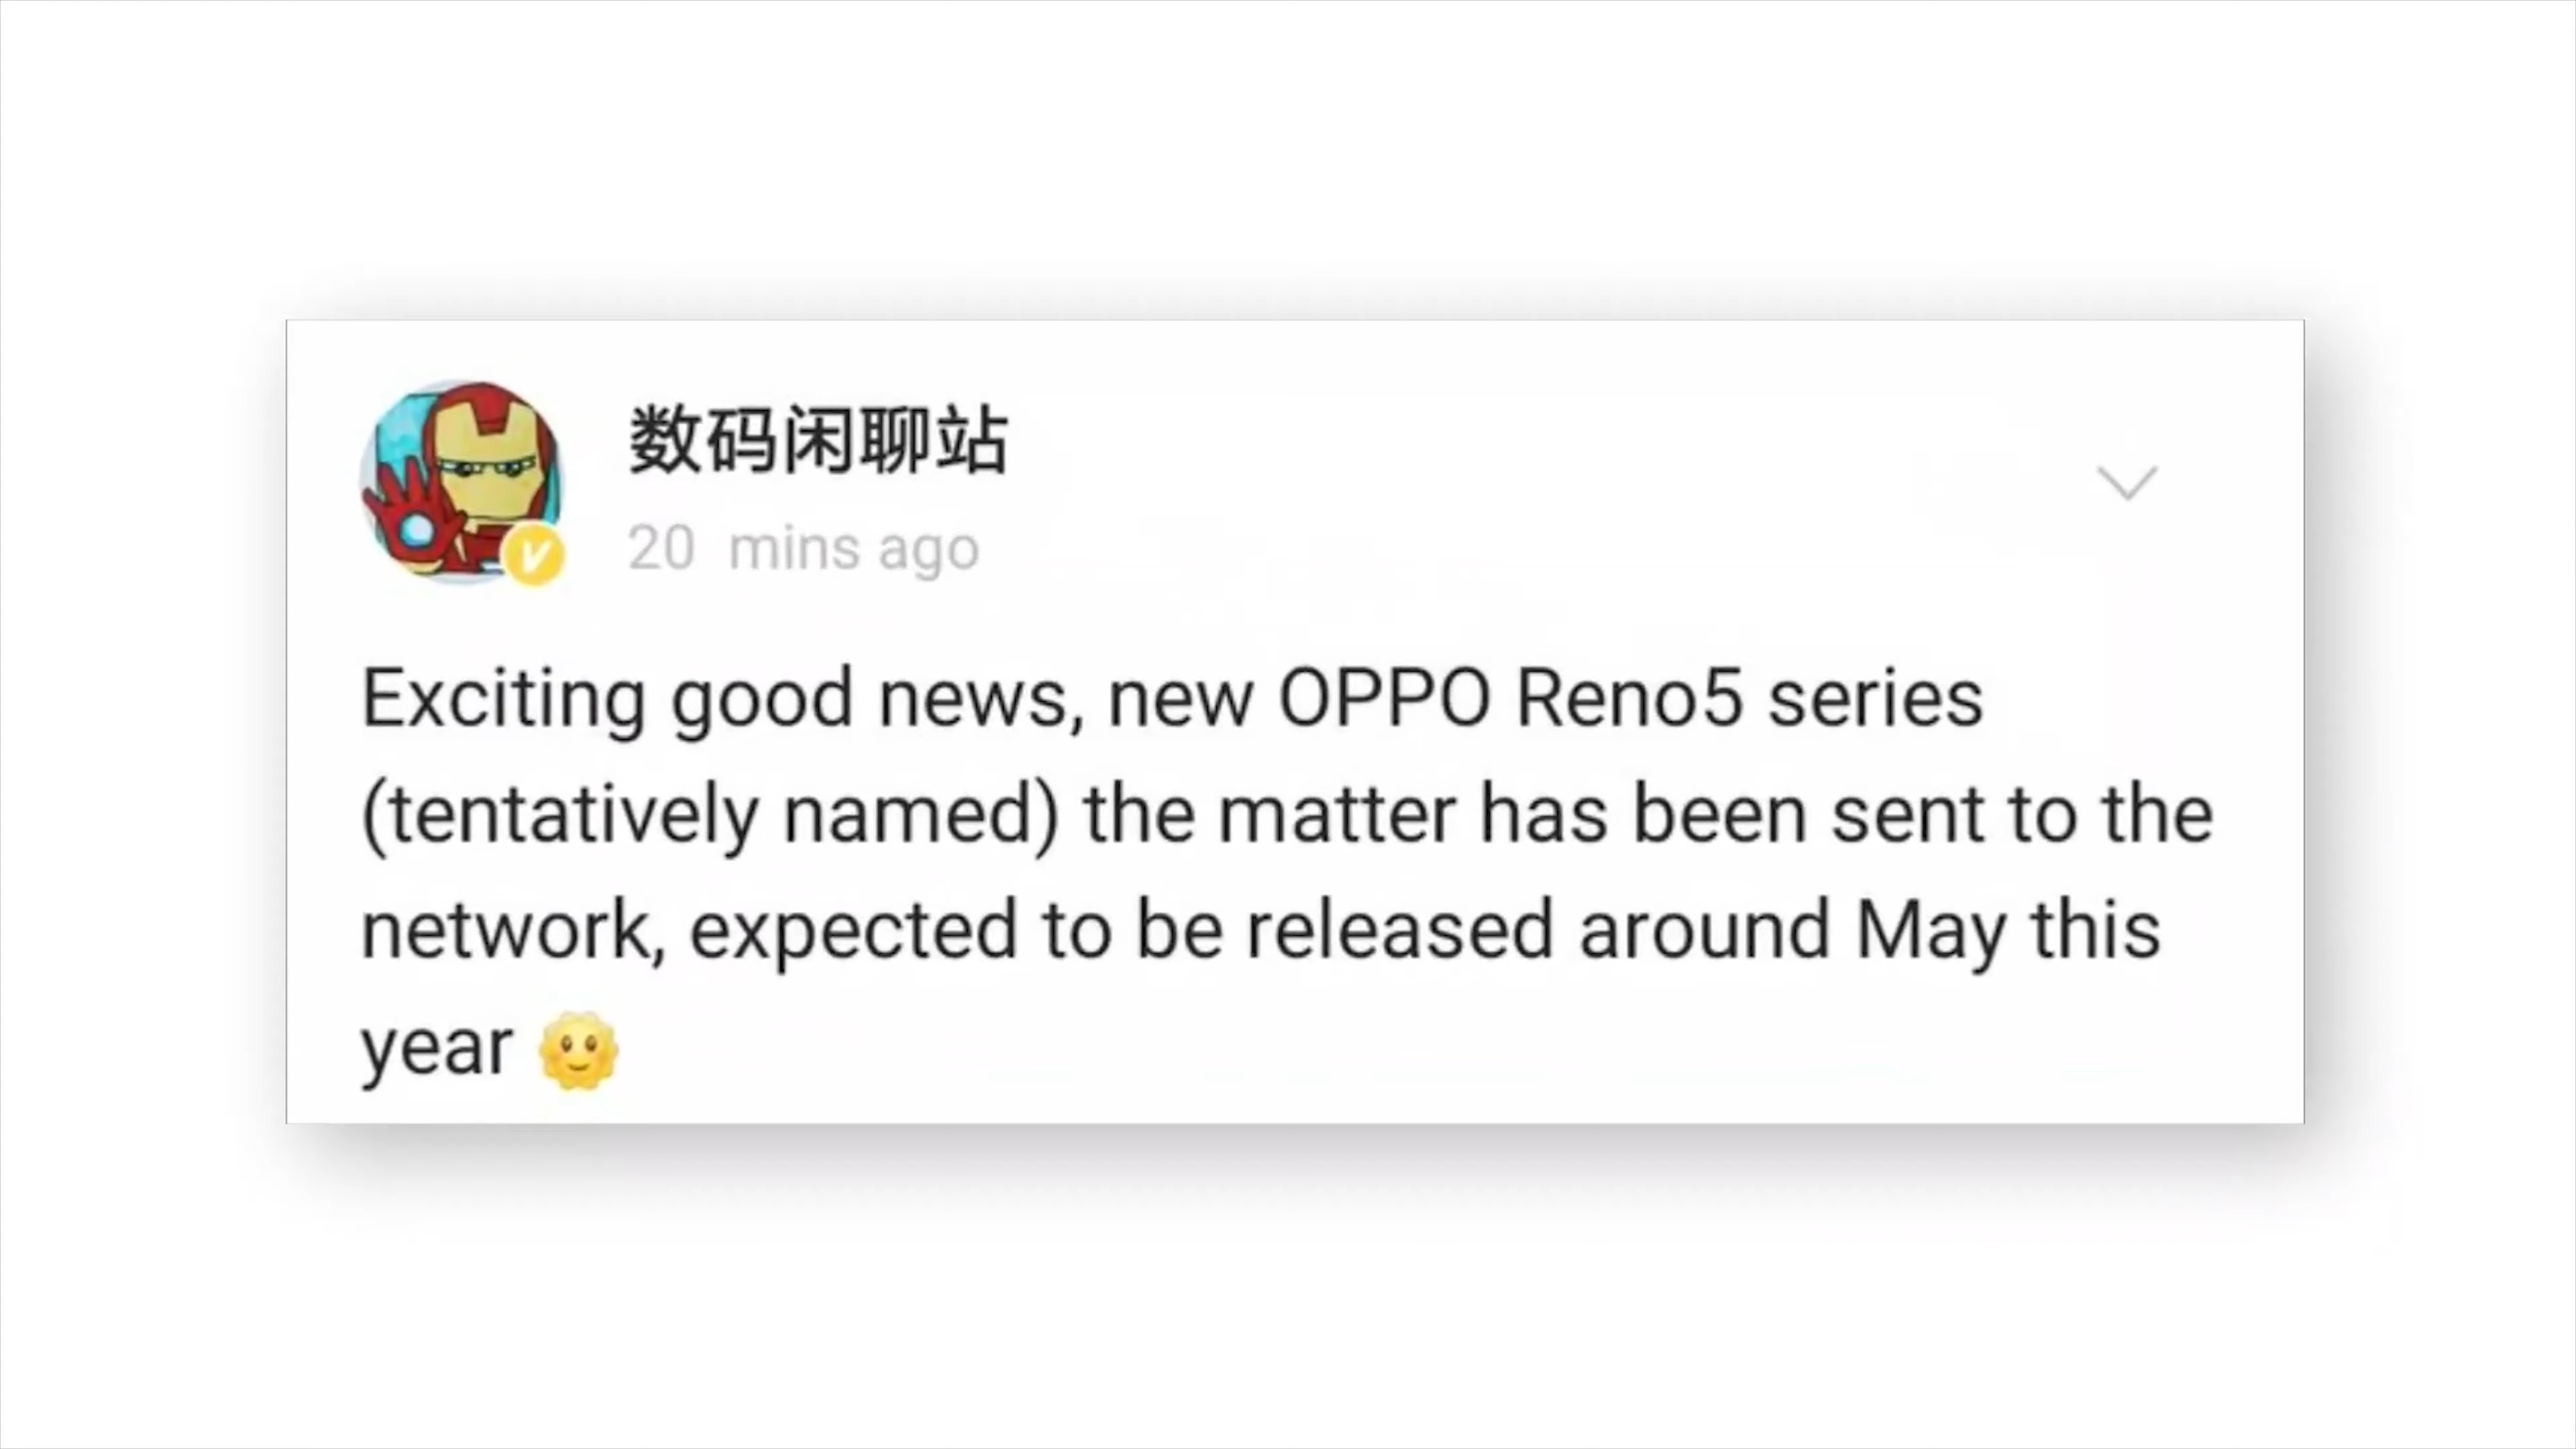 数码闲聊站
20 mins ago
Exciting good news, new OPPO Reno5 series
(tentatively named) the matter has been sent to the
network, expected to be released around May this
year